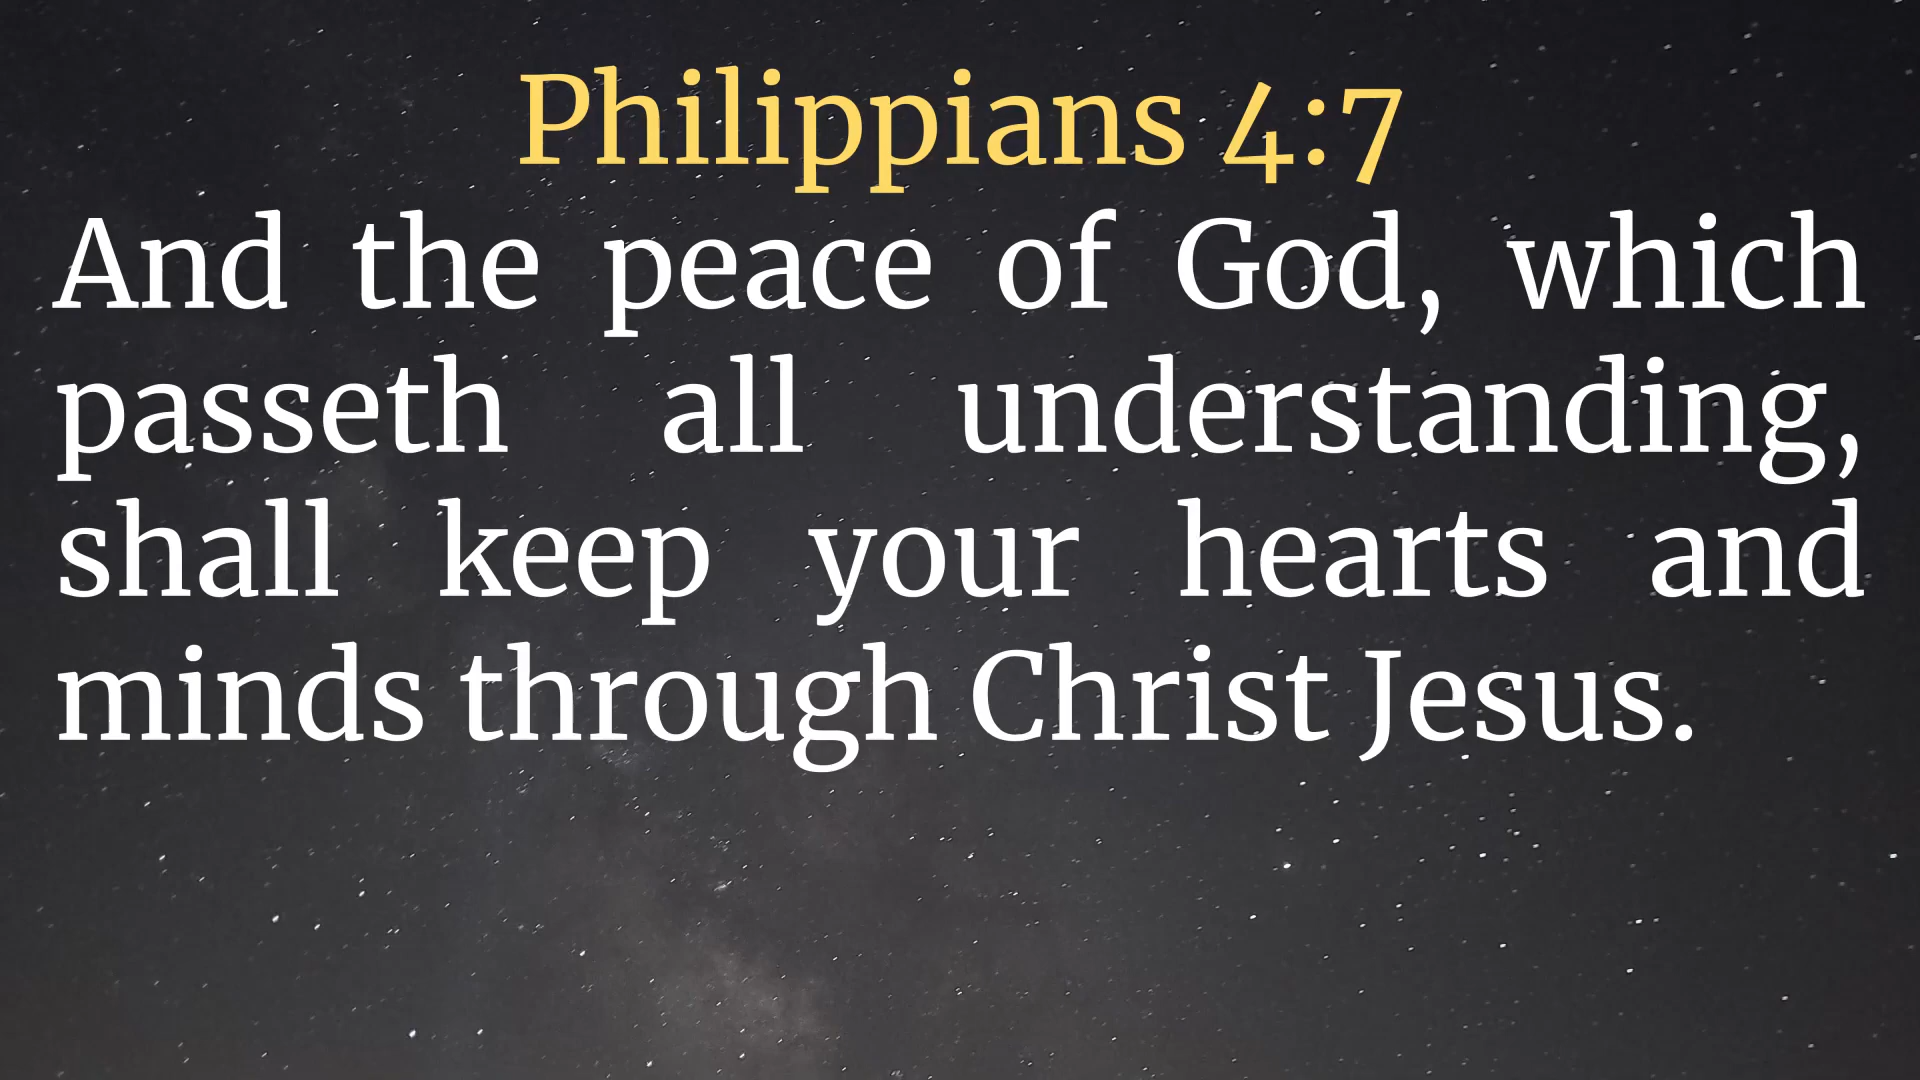 Philippians 4:7
And the peace of God, which
passeth all understanding,
shall keep your hearts and
minds through Christ Jesus.